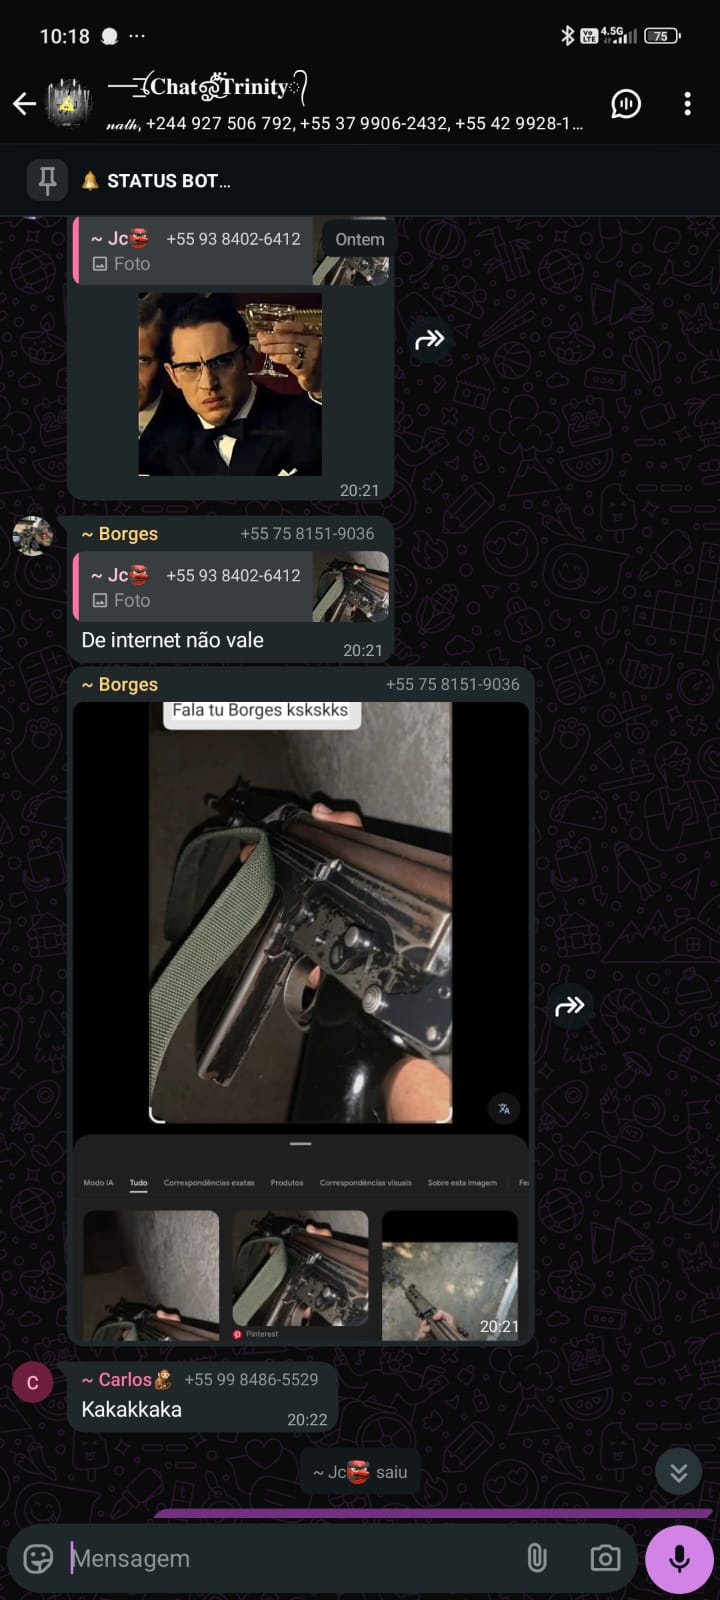 10:18
VoLTE 4.5G 75
Chat Trinity
nath, +244 927 506 792, +55 37 9906-2432, +55 42 9928-1...
🔔 STATUS BOT...
~ Jc👺 +55 93 8402-6412
Ontem
Foto
20:21
~ Borges +55 75 8151-9036
~ Jc👺 +55 93 8402-6412
Foto
De internet não vale
20:21
~ Borges +55 75 8151-9036
Fala tu Borges kskskks
Modo IA Tudo Correspondências exatas Produtos Correspondências visuais Sobre esta imagem Fe
Pinterest
20:21
C
~ Carlos🐒 +55 99 8486-5529
Kakakkaka
20:22
~ Jc👺 saiu
Mensagem